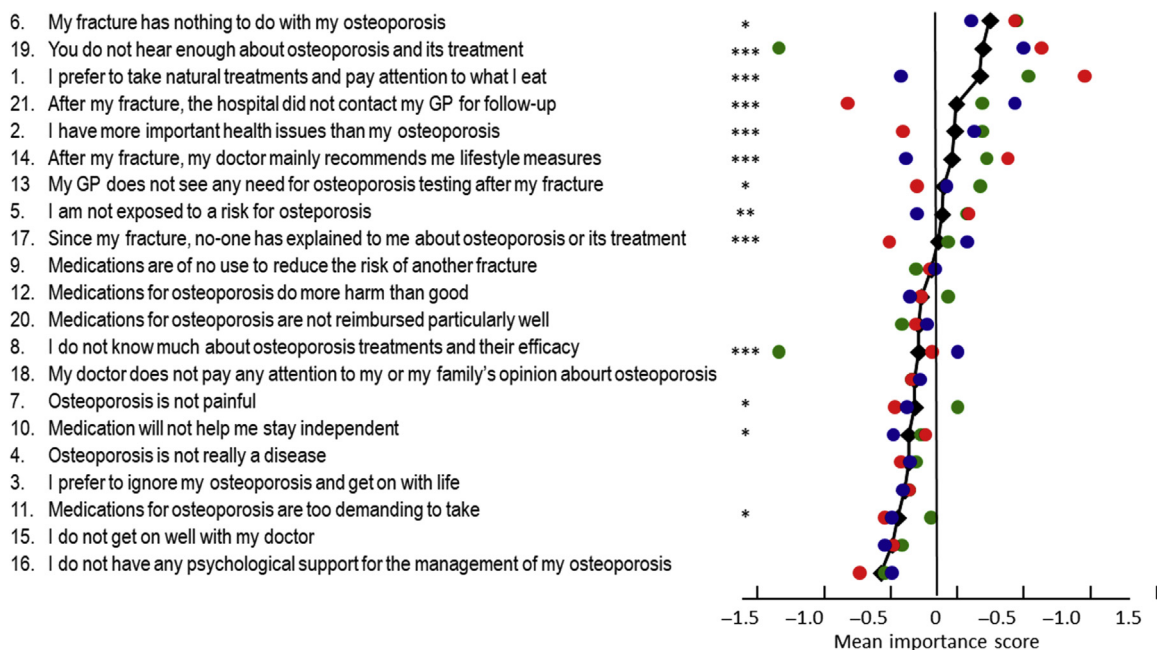 6. My fracture has nothing to do with my osteoporosis *
19. You do not hear enough about osteoporosis and its treatment ***
1. I prefer to take natural treatments and pay attention to what I eat ***
21. After my fracture, the hospital did not contact my GP for follow-up ***
2. I have more important health issues than my osteoporosis ***
14. After my fracture, my doctor mainly recommends me lifestyle measures ***
13 My GP does not see any need for osteoporosis testing after my fracture *
5. I am not exposed to a risk for osteporosis **
17. Since my fracture, no-one has explained to me about osteoporosis or its treatment ***
9. Medications are of no use to reduce the risk of another fracture
12. Medications for osteoporosis do more harm than good
20. Medications for osteoporosis are not reimbursed particularly well
8. I do not know much about osteoporosis treatments and their efficacy ***
18. My doctor does not pay any attention to my or my family's opinion abourt osteoporosis
7. Osteoporosis is not painful *
10. Medication will not help me stay independent *
4. Osteoporosis is not really a disease
3. I prefer to ignore my osteoporosis and get on with life
11. Medications for osteoporosis are too demanding to take *
15. I do not get on well with my doctor
16. I do not have any psychological support for the management of my osteoporosis
–1.5 –1.0 –0.5 0 –0.5 –1.0 1.5
Mean importance score